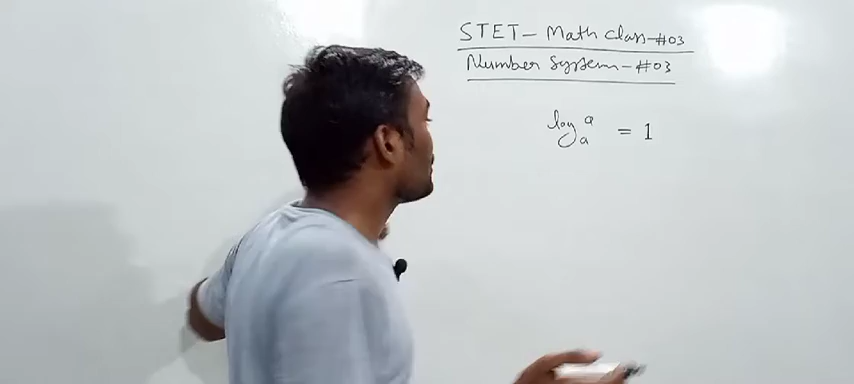 STET- Math class-#03
Number System-#03
log_a^a = 1